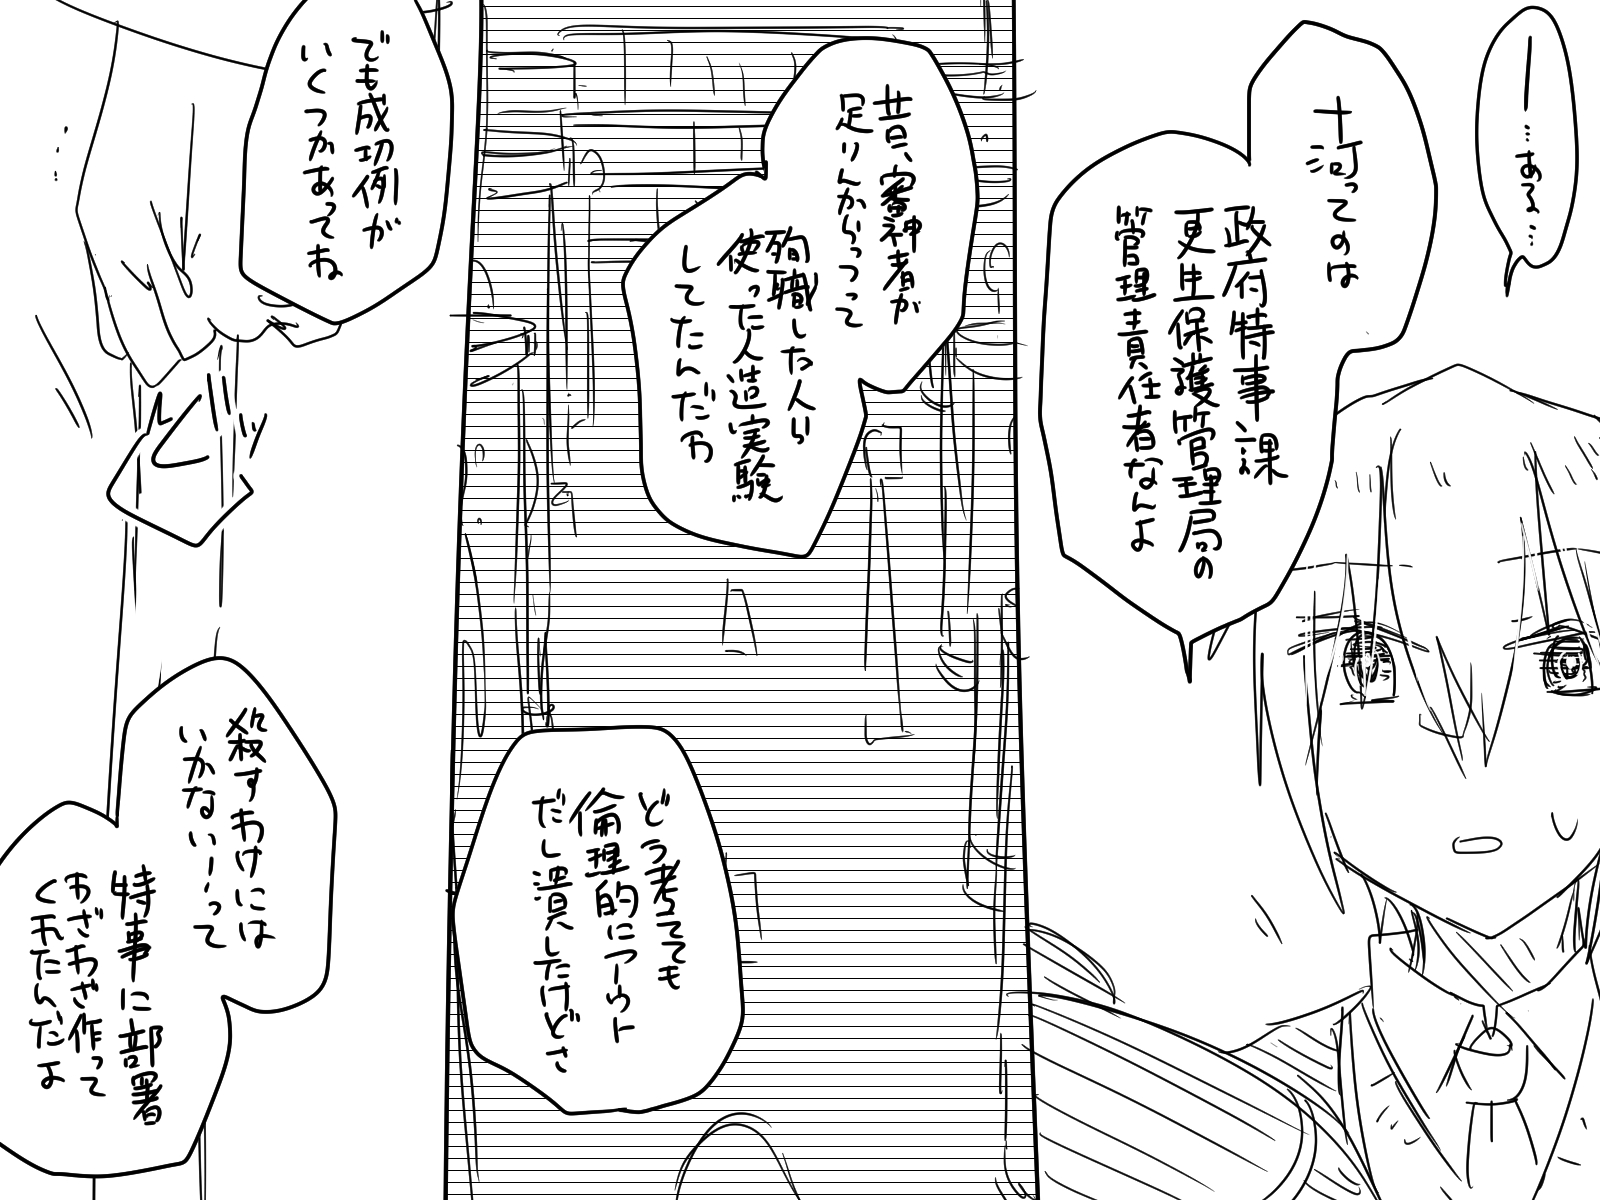 ー…ある…
十河ってのは
政府特事課
更生保護管理局の
管理責任者なんよ
昔、審神者が
足りんからっつって
殉職した人ら
使った人造実験
してたんだわ
どう考えても
倫理的にアウト
だし潰したけどさ
でも成功例が
いくつかあってね
殺すわけには
いかないーって
特事に部署
わざわざ作って
くれたんだよ